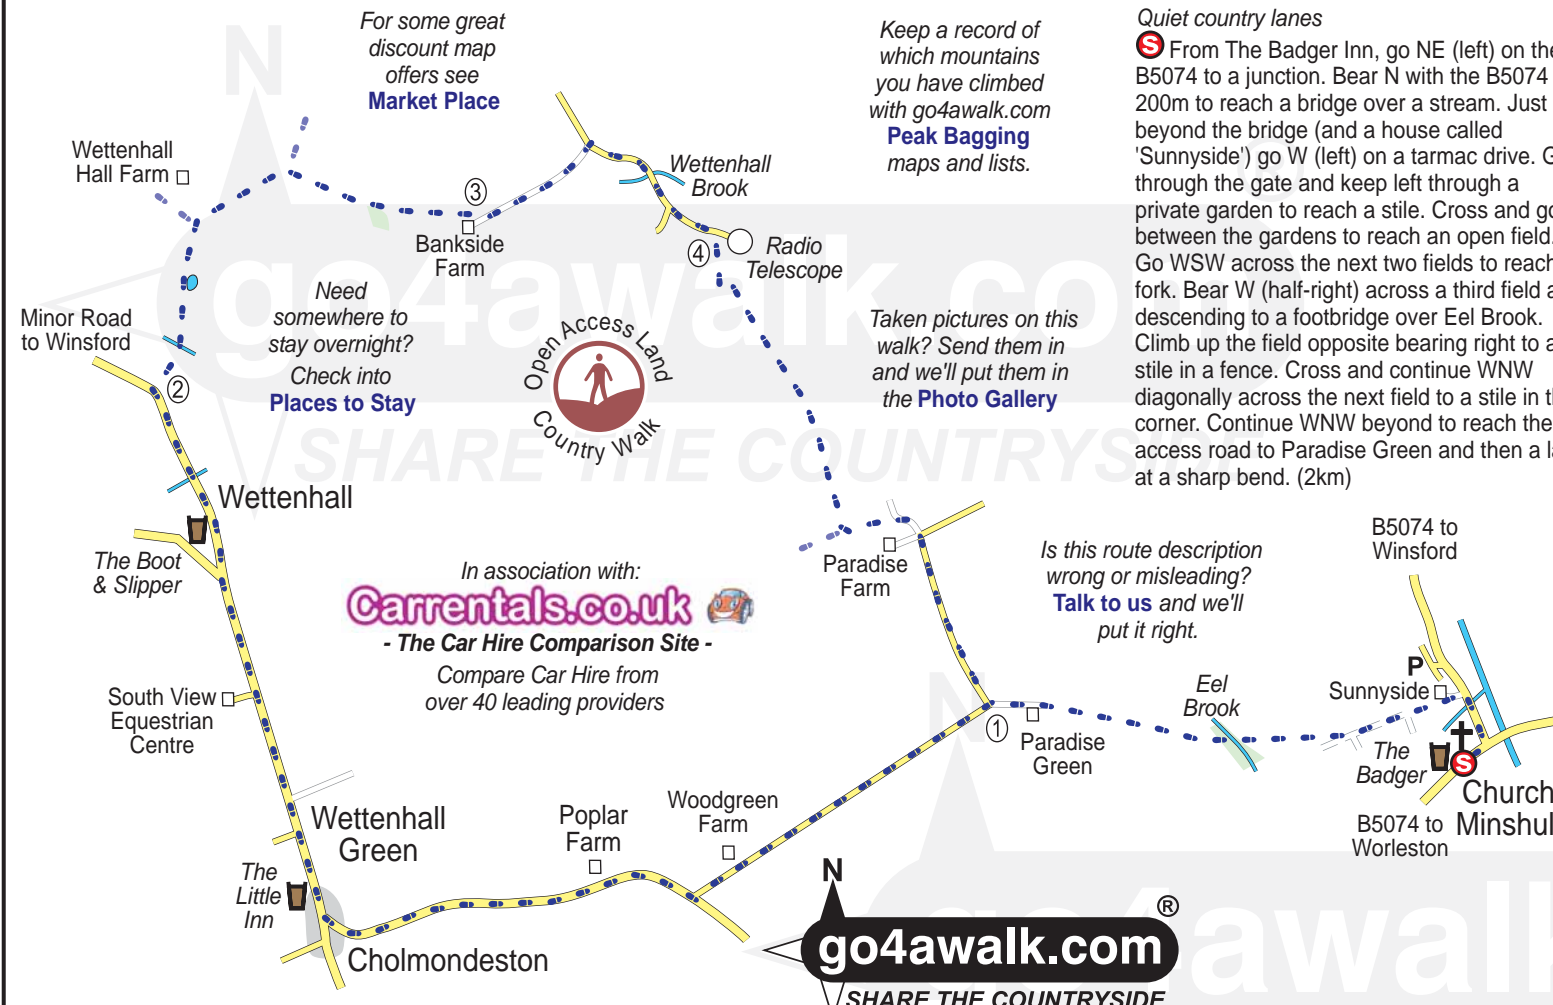 For some great
discount map
offers see
Market Place
Keep a record of
which mountains
you have climbed
with go4awalk.com
Peak Bagging
maps and lists.
Quiet country lanes
S From The Badger Inn, go NE (left) on the
B5074 to a junction. Bear N with the B5074
200m to reach a bridge over a stream. Just
beyond the bridge (and a house called
'Sunnyside') go W (left) on a tarmac drive. G
through the gate and keep left through a
private garden to reach a stile. Cross and go
between the gardens to reach an open field.
Go WSW across the next two fields to reach
fork. Bear W (half-right) across a third field a
descending to a footbridge over Eel Brook.
Climb up the field opposite bearing right to a
stile in a fence. Cross and continue WNW
diagonally across the next field to a stile in th
corner. Continue WNW beyond to reach the
access road to Paradise Green and then a la
at a sharp bend. (2km)
N
Wettenhall
Hall Farm
3
Bankside
Farm
Wettenhall
Brook
4
Radio
Telescope
go4awalk.com
®
SHARE THE COUNTRYSIDE
Minor Road
to Winsford
2
Need
somewhere to
stay overnight?
Check into
Places to Stay
Open Access Land
Country Walk
Taken pictures on this
walk? Send them in
and we'll put them in
the Photo Gallery
Wettenhall
The Boot
& Slipper
In association with:
Carrentals.co.uk
- The Car Hire Comparison Site -
Compare Car Hire from
over 40 leading providers
Paradise
Farm
Is this route description
wrong or misleading?
Talk to us and we'll
put it right.
B5074 to
Winsford
P
Sunnyside
Eel
Brook
South View
Equestrian
Centre
1
Paradise
Green
The
Badger
S
Church
Minshul
B5074 to
Worleston
Wettenhall
Green
Poplar
Farm
Woodgreen
Farm
The
Little
Inn
Cholmondeston
N
N
go4awalk.com
®
SHARE THE COUNTRYSIDE
go4awalk